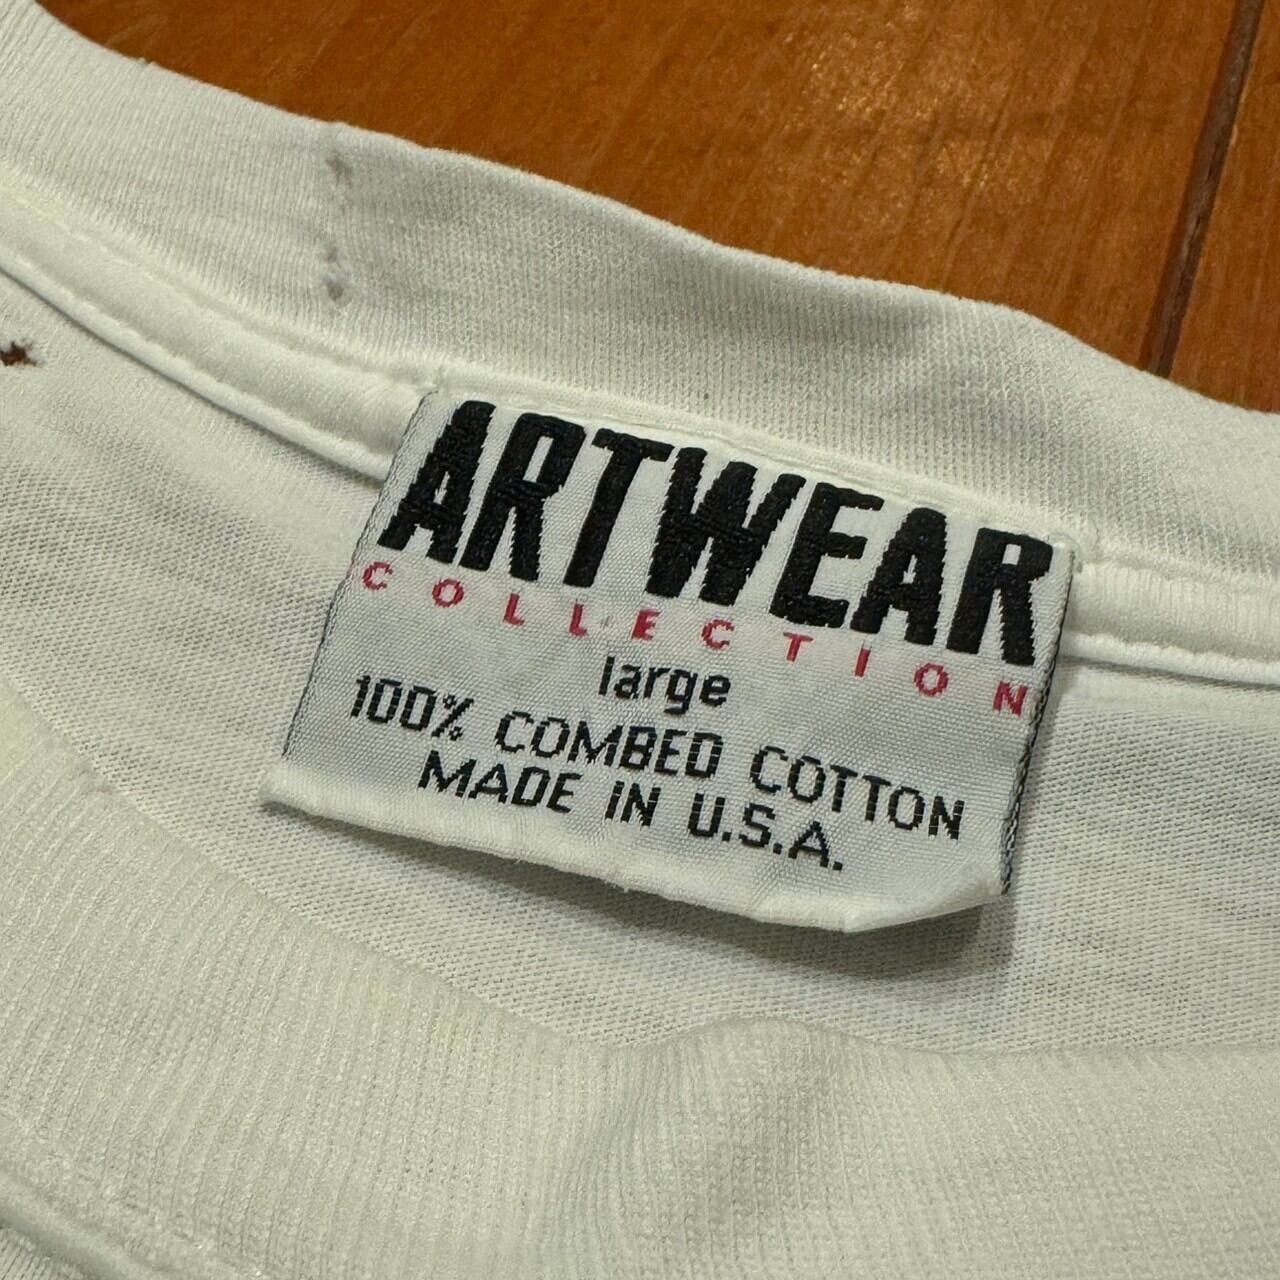 ARTWEAR
COLLECTION
large
100% COMBED COTTON
MADE IN U.S.A.